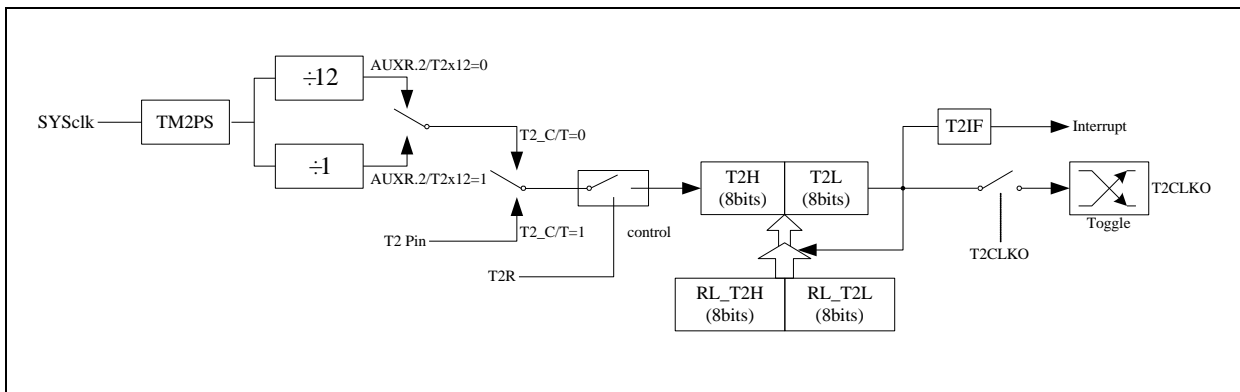 SYSclk
TM2PS
÷12
÷1
AUXR.2/T2x12=0
AUXR.2/T2x12=1
T2_C/T=0
T2_C/T=1
T2 Pin
T2R
control
T2H
(8bits)
T2L
(8bits)
RL_T2H
(8bits)
RL_T2L
(8bits)
T2IF
Interrupt
T2CLKO
Toggle
T2CLKO